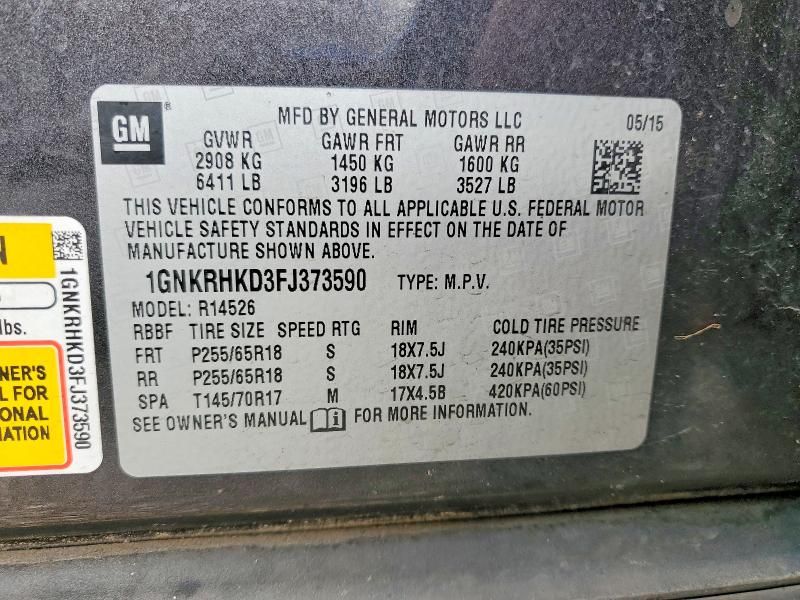 GM ®
MFD BY GENERAL MOTORS LLC
05/15
GVWR GAWR FRT GAWR RR
2908 KG 1450 KG 1600 KG
6411 LB 3196 LB 3527 LB
THIS VEHICLE CONFORMS TO ALL APPLICABLE U.S. FEDERAL MOTOR
VEHICLE SAFETY STANDARDS IN EFFECT ON THE DATE OF
MANUFACTURE SHOWN ABOVE.
1GNKRHKD3FJ373590 TYPE: M.P.V.
MODEL: R14526
RBBF TIRE SIZE SPEED RTG RIM COLD TIRE PRESSURE
FRT P255/65R18 S 18X7.5J 240KPA(35PSI)
RR P255/65R18 S 18X7.5J 240KPA(35PSI)
SPA T145/70R17 M 17X4.5B 420KPA(60PSI)
SEE OWNER'S MANUAL FOR MORE INFORMATION.
N
lbs.
NER'S
L FOR
IONAL
MATION
1GNKRHKD3FJ373590